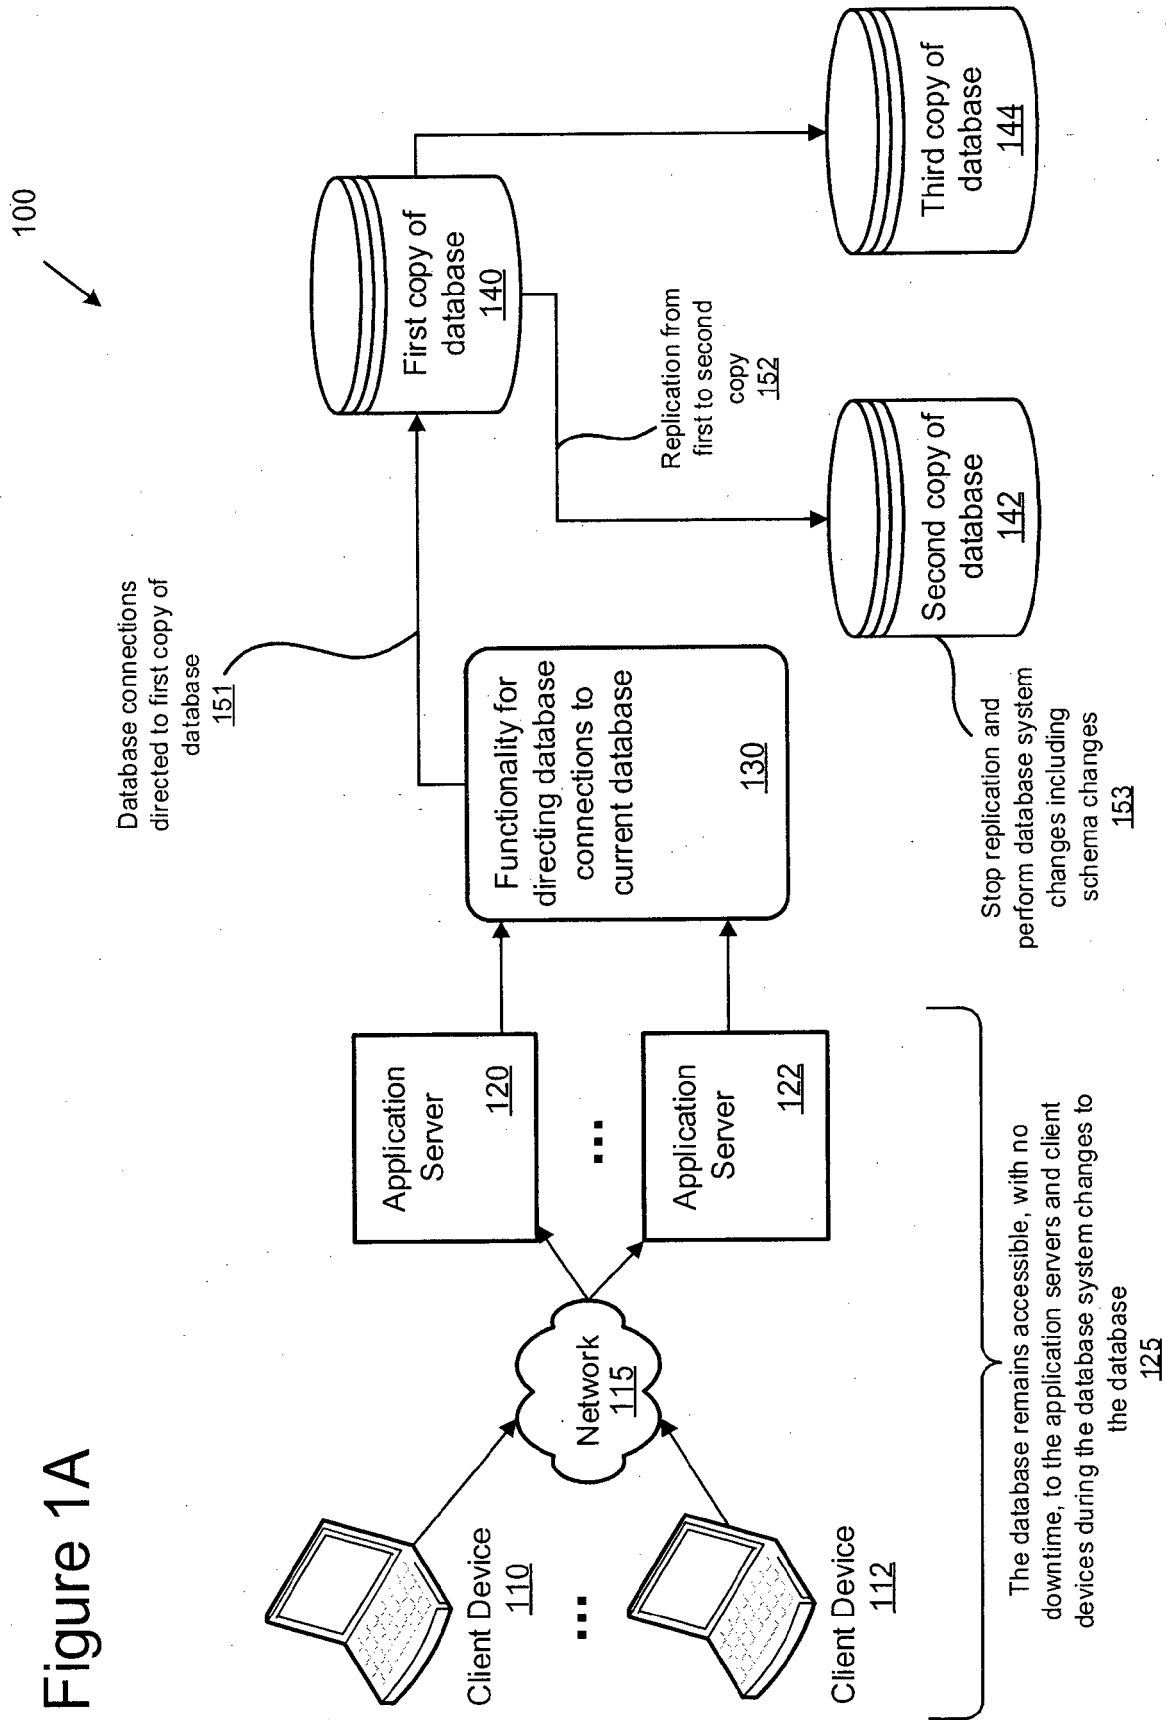 Figure 1A
100
Database connections
directed to first copy of
database
151
First copy of
database
140
Replication from
first to second
copy
152
Third copy of
database
144
Second copy of
database
142
Functionality for
directing database
connections to
current database
130
Stop replication and
perform database system
changes including
schema changes
153
Application
Server
120
...
Application
Server
122
Network
115
Client Device
110
...
Client Device
112
The database remains accessible, with no
downtime, to the application servers and client
devices during the database system changes to
the database
125